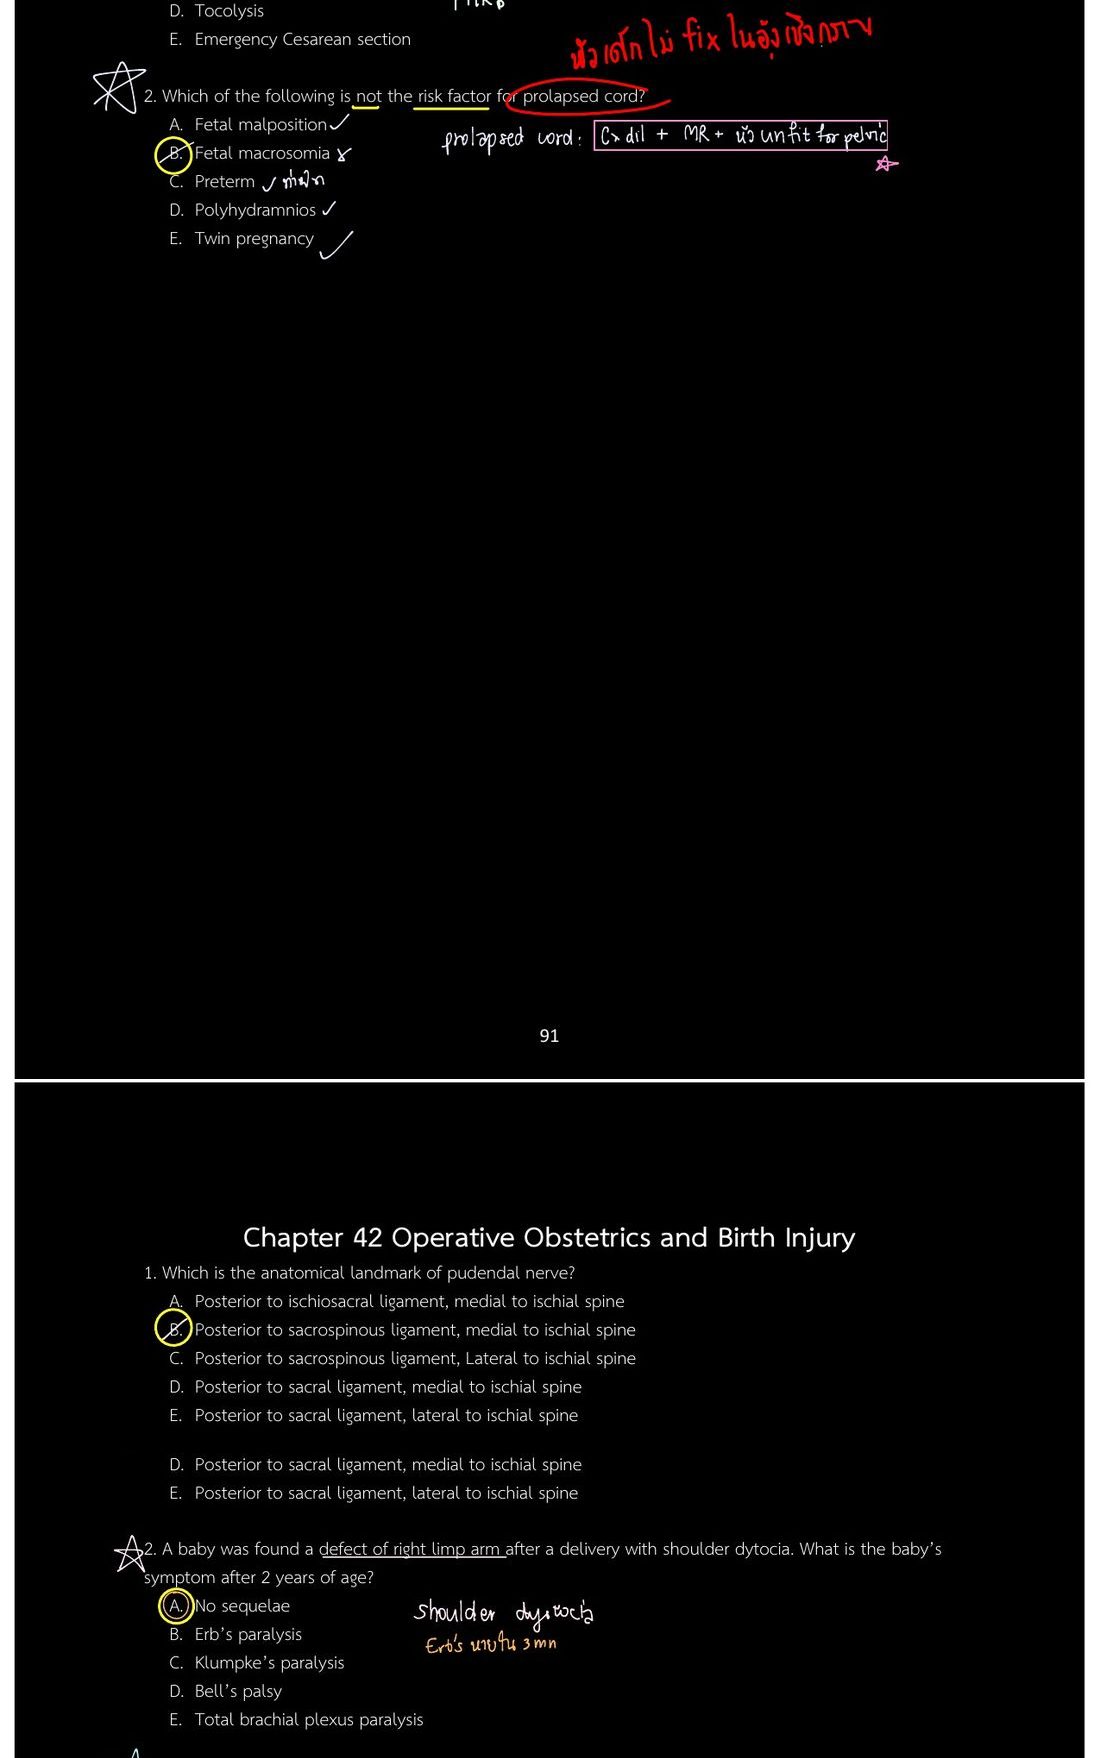 D. Tocolysis
E. Emergency Cesarean section
หัวเด็กไม่ fix ในอุ้งเชิงกราน
2. Which of the following is not the risk factor for prolapsed cord?
A. Fetal malposition ✓
prolapsed cord: Cx dil + MR + หัว unfit for pelvic
B. Fetal macrosomia x
C. Preterm ✓
D. Polyhydramnios ✓
E. Twin pregnancy ✓
91
Chapter 42 Operative Obstetrics and Birth Injury
1. Which is the anatomical landmark of pudendal nerve?
A. Posterior to ischiosacral ligament, medial to ischial spine
B. Posterior to sacrospinous ligament, medial to ischial spine
C. Posterior to sacrospinous ligament, Lateral to ischial spine
D. Posterior to sacral ligament, medial to ischial spine
E. Posterior to sacral ligament, lateral to ischial spine
D. Posterior to sacral ligament, medial to ischial spine
E. Posterior to sacral ligament, lateral to ischial spine
2. A baby was found a defect of right limp arm after a delivery with shoulder dytocia. What is the baby's
symptom after 2 years of age?
A. No sequelae
shoulder dystocia
B. Erb's paralysis
Erb's หายใน 3 mn
C. Klumpke's paralysis
D. Bell's palsy
E. Total brachial plexus paralysis